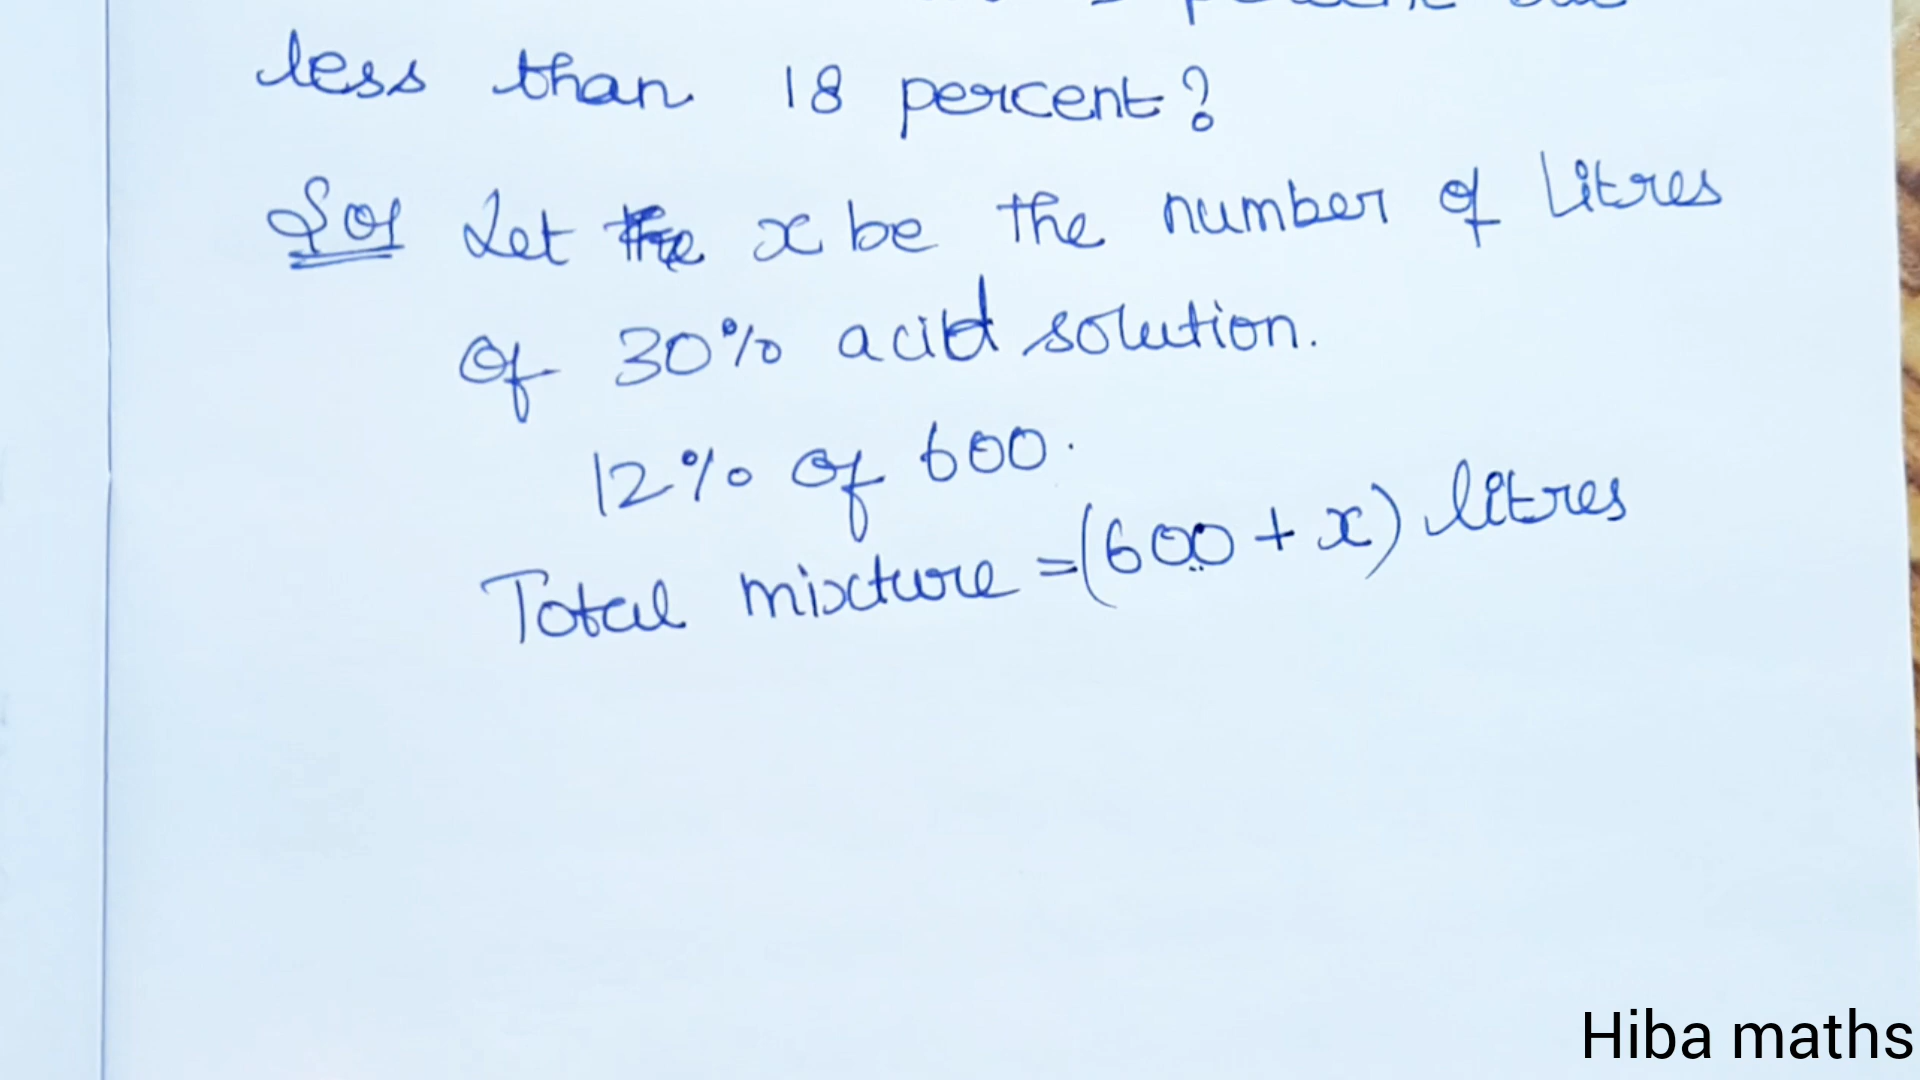 less than 18 percent?
Sol Let x be the number of litres
of 30% acid solution.
12% of 600.
Total mixture =(600 + x) litres
Hiba maths